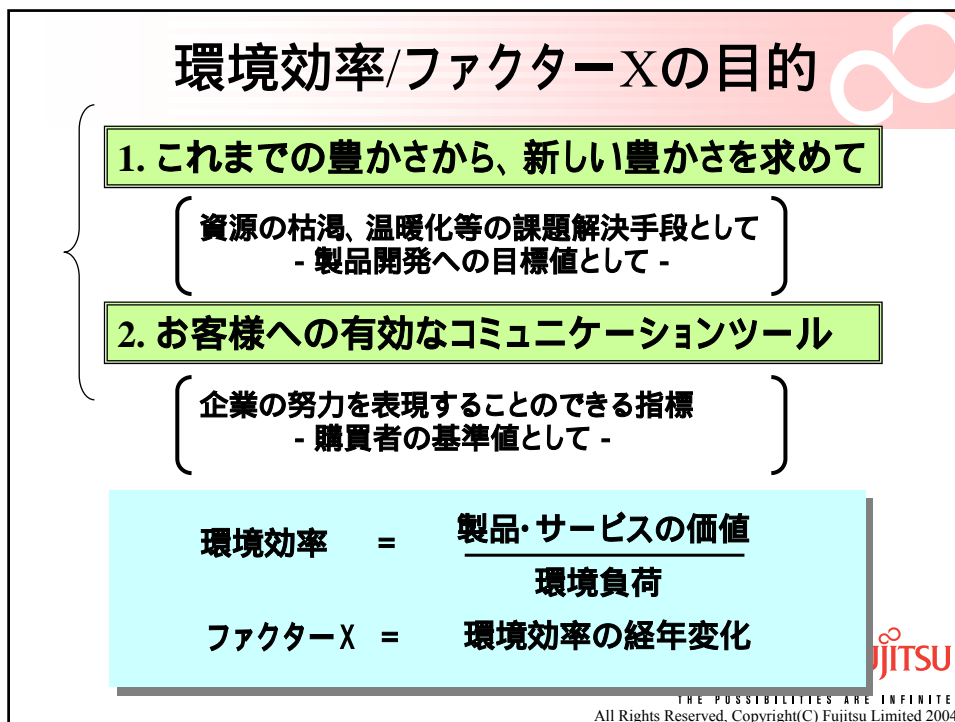 環境効率/ファクターXの目的
1. これまでの豊かさから、新しい豊かさを求めて
資源の枯渇、温暖化等の課題解決手段として
- 製品開発への目標値として -
2. お客様への有効なコミュニケーションツール
企業の努力を表現することのできる指標
- 購買者の基準値として -
環境効率 = 製品・サービスの価値
環境負荷
ファクターX = 環境効率の経年変化
FUJITSU
THE POSSIBILITIES ARE INFINITE
All Rights Reserved, Copyright(C) Fujitsu Limited 2004